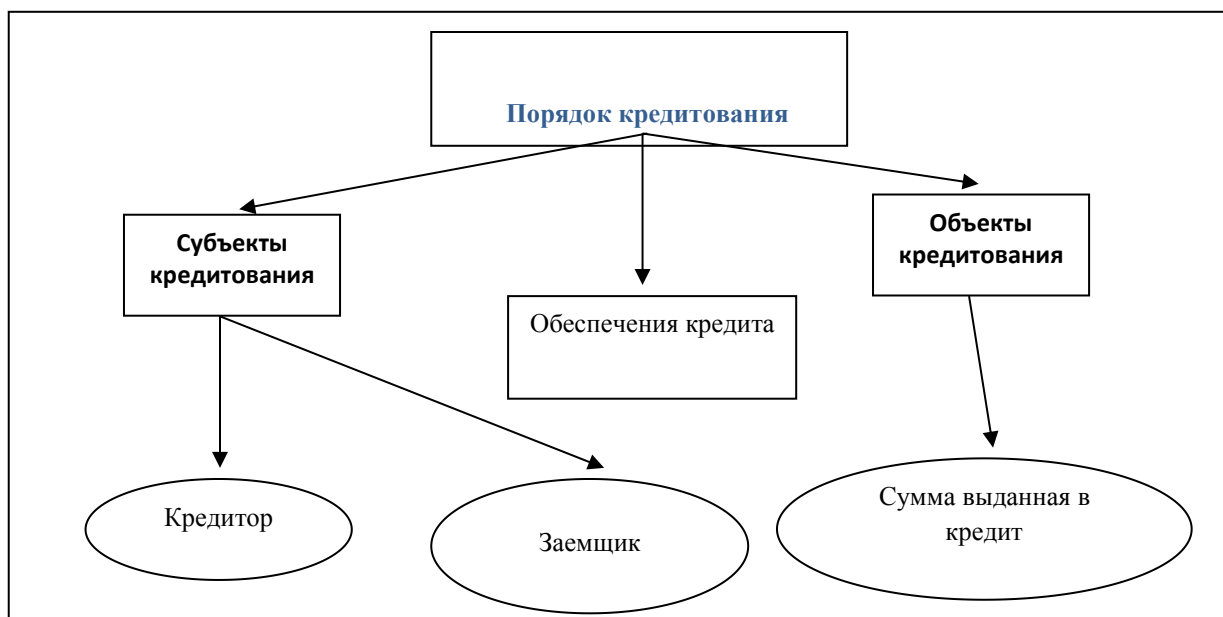 Порядок кредитования
Субъекты
кредитования
Обеспечения кредита
Объекты
кредитования
Кредитор
Заемщик
Сумма выданная в
кредит